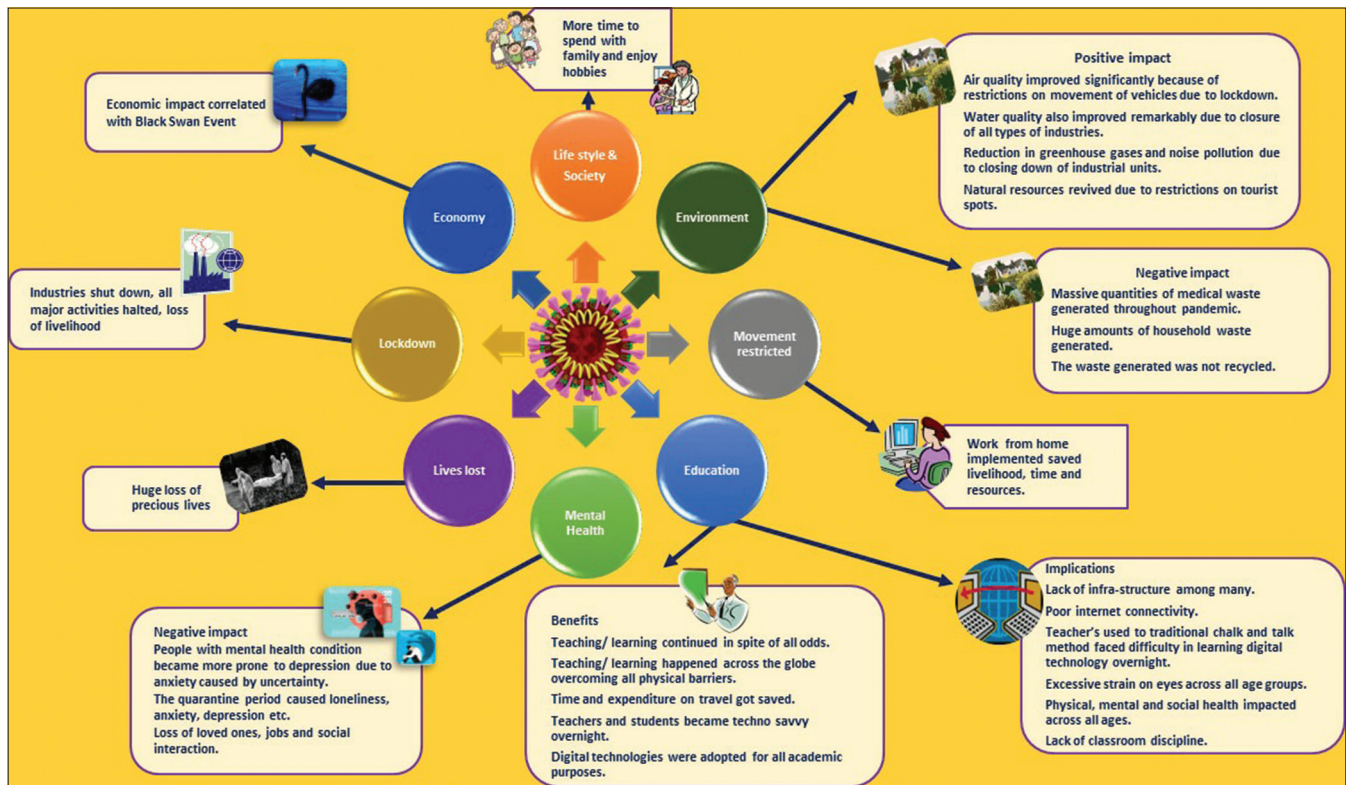 More time to
spend with
family and enjoy
hobbies
Economic impact correlated
with Black Swan Event
Positive impact
Air quality improved significantly because of
restrictions on movement of vehicles due to lockdown.
Water quality also improved remarkably due to closure
of all types of industries.
Reduction in greenhouse gases and noise pollution due
to closing down of industrial units.
Natural resources revived due to restrictions on tourist
spots.
Life style &
Society
Economy
Environment
Negative impact
Massive quantities of medical waste
generated throughout pandemic.
Huge amounts of household waste
generated.
The waste generated was not recycled.
Industries shut down, all
major activities halted, loss
of livelihood
Lockdown
Movement
restricted
Work from home
implemented saved
livelihood, time and
resources.
Lives lost
Education
Huge loss of
precious lives
Mental
Health
Negative impact
People with mental health condition
became more prone to depression due to
anxiety caused by uncertainty.
The quarantine period caused loneliness,
anxiety, depression etc.
Loss of loved ones, jobs and social
interaction.
Benefits
Teaching/ learning continued in spite of all odds.
Teaching/ learning happened across the globe
overcoming all physical barriers.
Time and expenditure on travel got saved.
Teachers and students became techno savvy
overnight.
Digital technologies were adopted for all academic
purposes.
Implications
Lack of infra-structure among many.
Poor internet connectivity.
Teacher's used to traditional chalk and talk
method faced difficulty in learning digital
technology overnight.
Excessive strain on eyes across all age groups.
Physical, mental and social health impacted
across all ages.
Lack of classroom discipline.